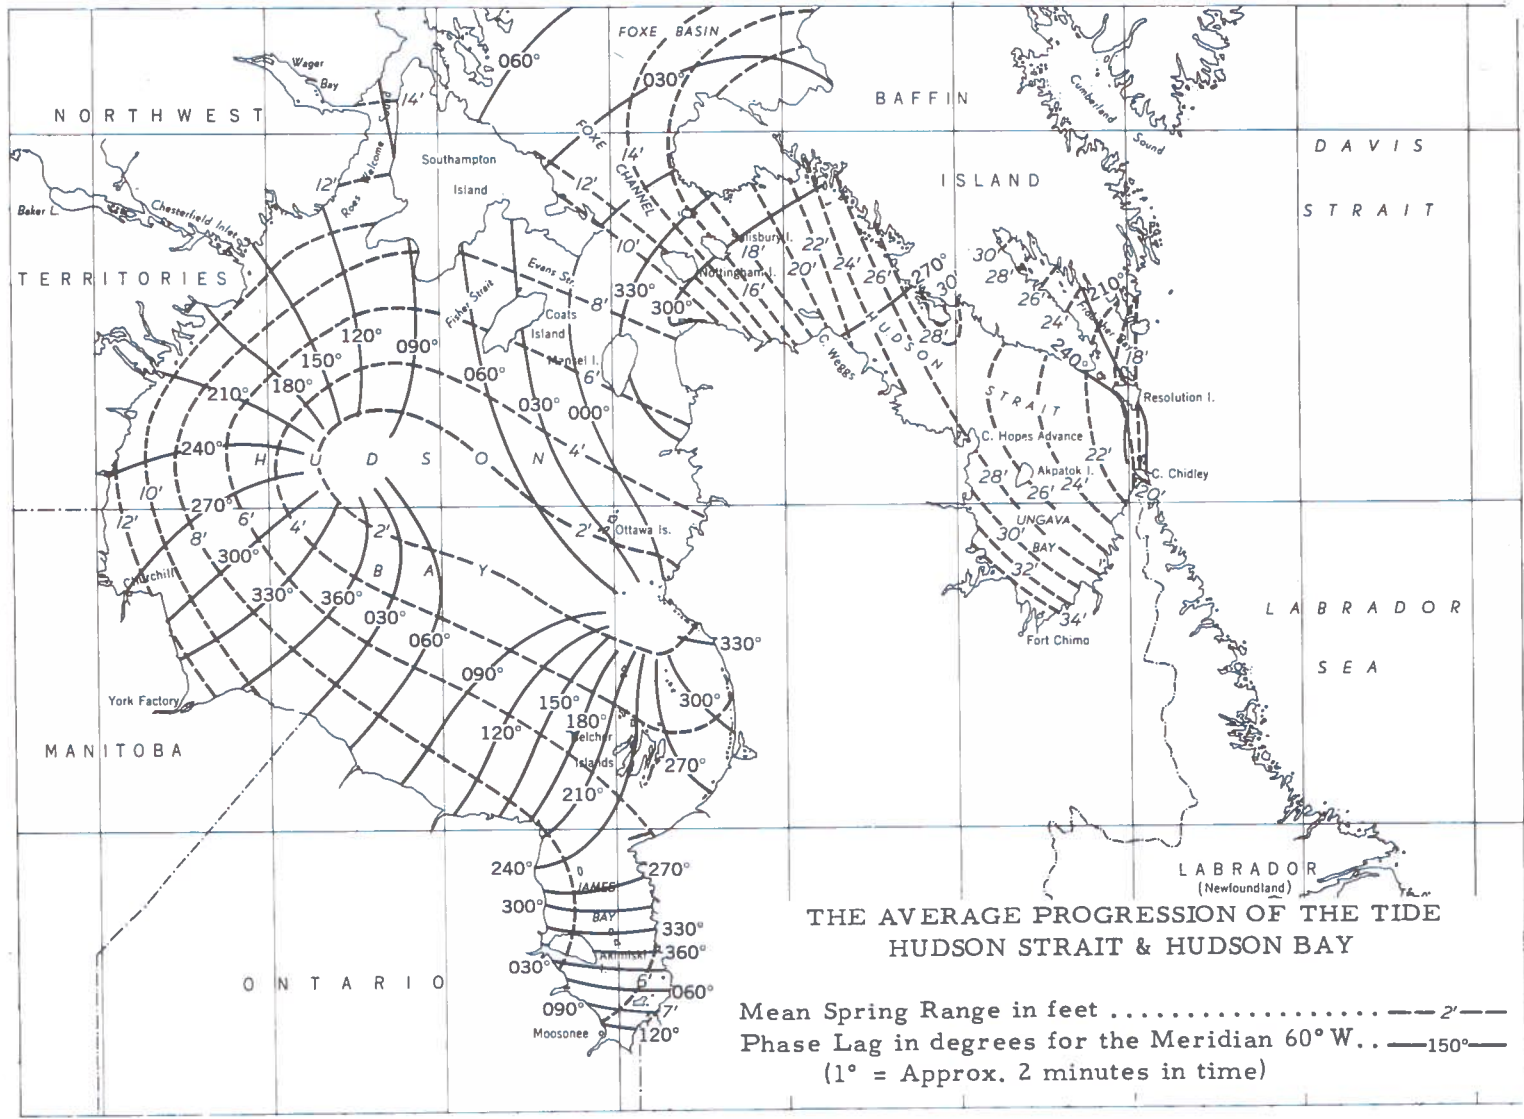 FOXE BASIN
060°
Wager
Bay
030°
14'
BAFFIN
Cumberland
Sound
NORTHWEST
FOXE
CHANNEL
DAVIS
Southampton
Island
Roes Welcome Sound
14'
12'
12'
ISLAND
STRAIT
Baker L.
Chesterfield Inlet
10'
Salisbury I.
18'
22'
20'
24'
26'
270°
30'
30'
28'
26'
24'
210°
Frobisher Bay
TERRITORIES
Evans Str.
8'
Nottingham I.
16'
330°
300°
Fisher Strait
Coats
Island
HUDSON
28'
C. Weggs
120°
090°
150°
180°
060°
Mansel I.
6'
240°
18'
210°
030°
000°
STRAIT
Resolution I.
240°
HUDSON
4'
C. Hopes Advance
22'
28'
Akpatok I.
26'
24'
C. Chidley
20'
10'
12'
270°
6'
8'
4'
2'
2'
Ottawa Is.
UNGAVA
30'
BAY
300°
BAY
32'
Churchill
330°
360°
030°
060°
34'
Fort Chimo
LABRADOR
SEA
330°
090°
York Factory
150°
300°
120°
180°
MANITOBA
Belcher
Islands
270°
210°
240°
270°
JAMES
LABRADOR
(Newfoundland)
300°
BAY
330°
360°
Akimiski
I.
030°
ONTARIO
6'
060°
090°
7'
Moosonee
120°
THE AVERAGE PROGRESSION OF THE TIDE
HUDSON STRAIT & HUDSON BAY
Mean Spring Range in feet .................. — — 2' — —
Phase Lag in degrees for the Meridian 60° W.. —150°—
(1° = Approx. 2 minutes in time)